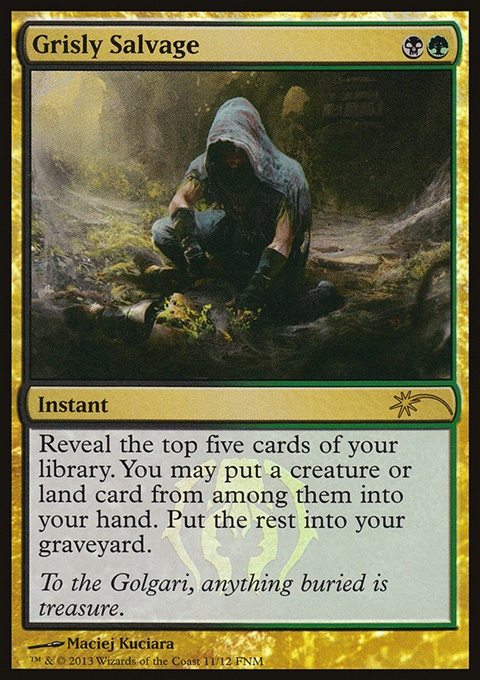 Grisly Salvage
Instant
Reveal the top five cards of your
library. You may put a creature or
land card from among them into
your hand. Put the rest into your
graveyard.
To the Golgari, anything buried is
treasure.
Maciej Kuciara
™ & © 2013 Wizards of the Coast 11/12 FNM